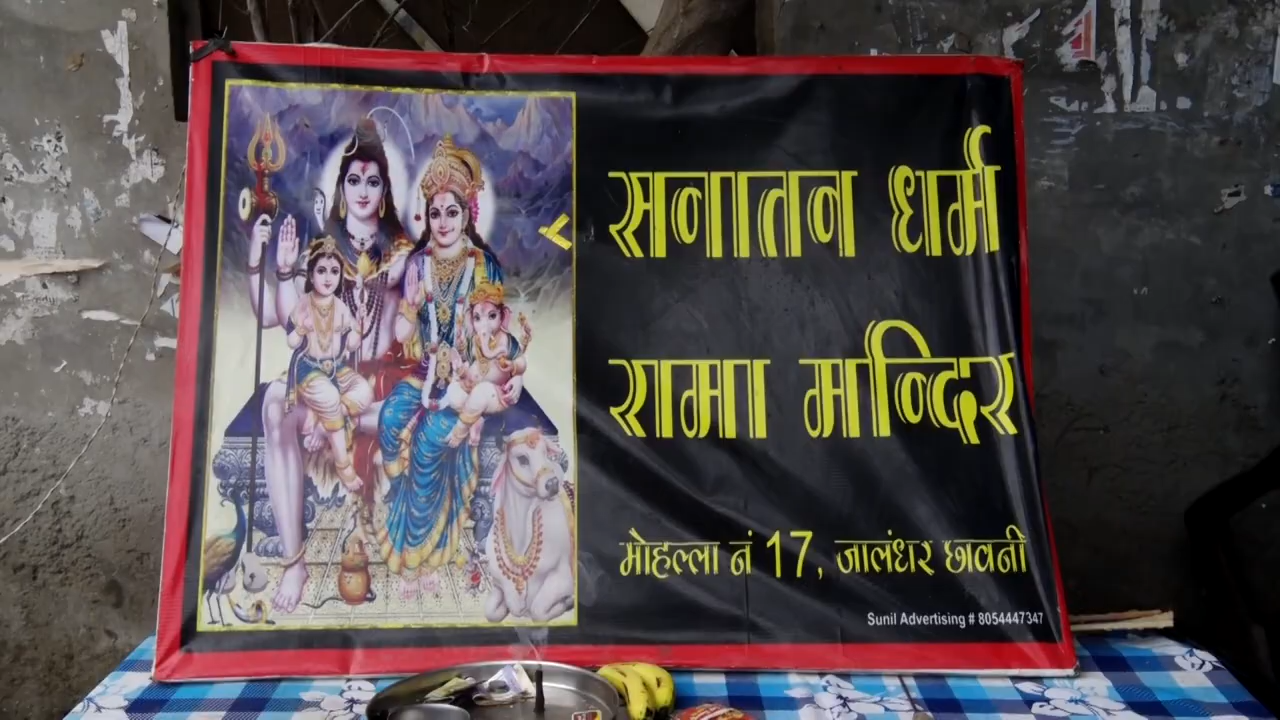 सनातन धर्म
रामा मन्दिर
मोहल्ला नं 17, जालंधर छावनी
Sunil Advertising # 8054447347